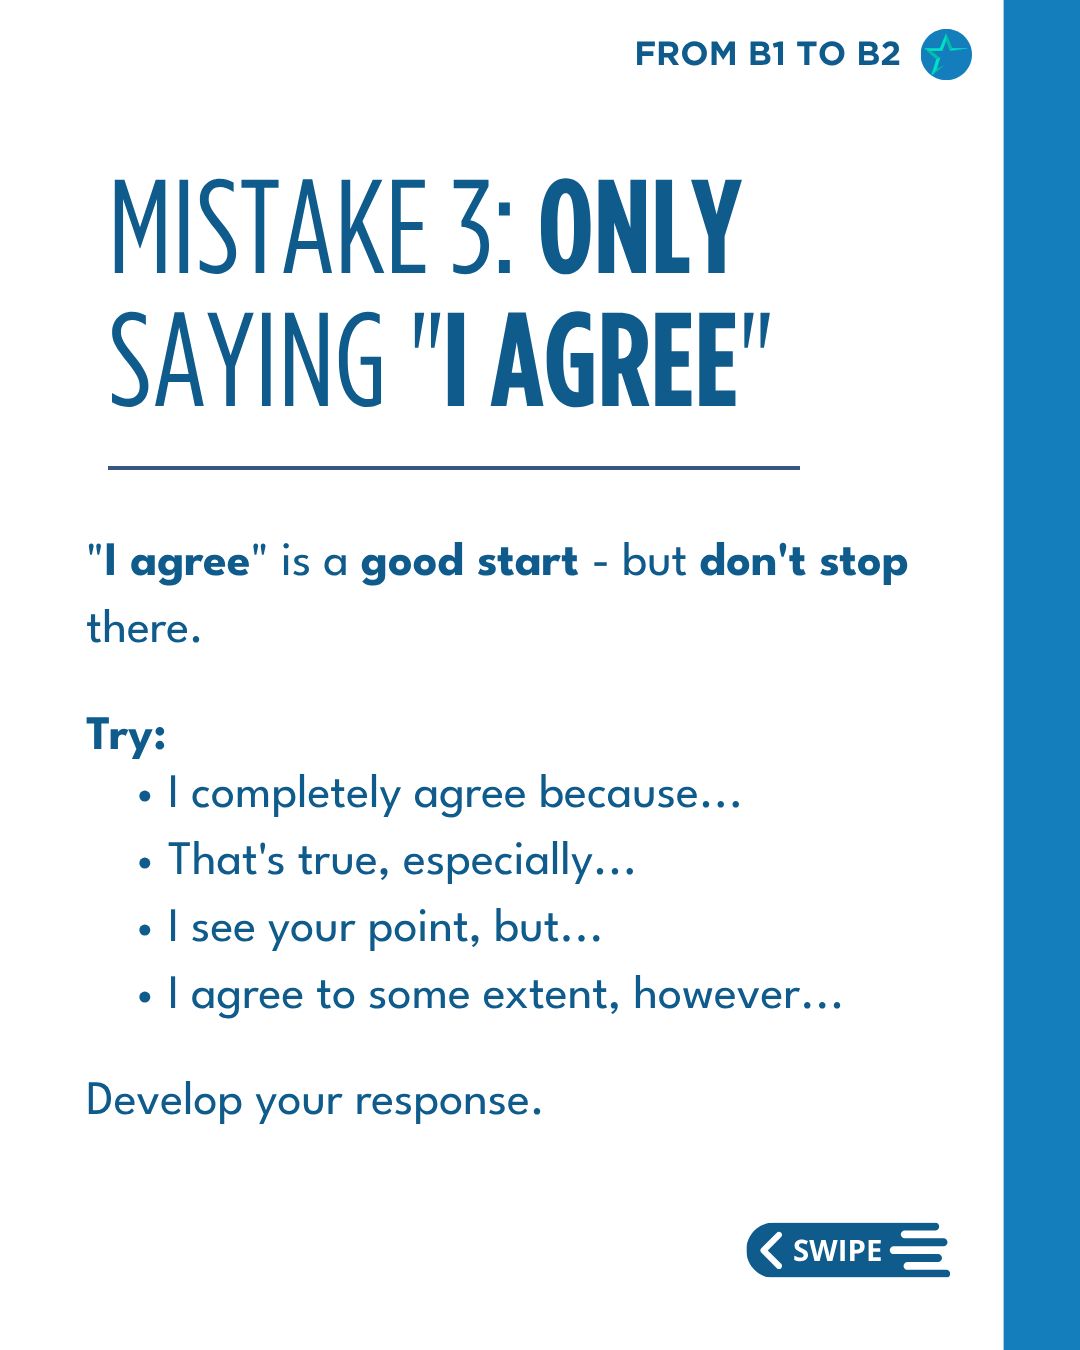 FROM B1 TO B2
MISTAKE 3: ONLY
SAYING "I AGREE"
"I agree" is a good start - but don't stop
there.
Try:
• I completely agree because...
• That's true, especially...
• I see your point, but...
• I agree to some extent, however...
Develop your response.
SWIPE